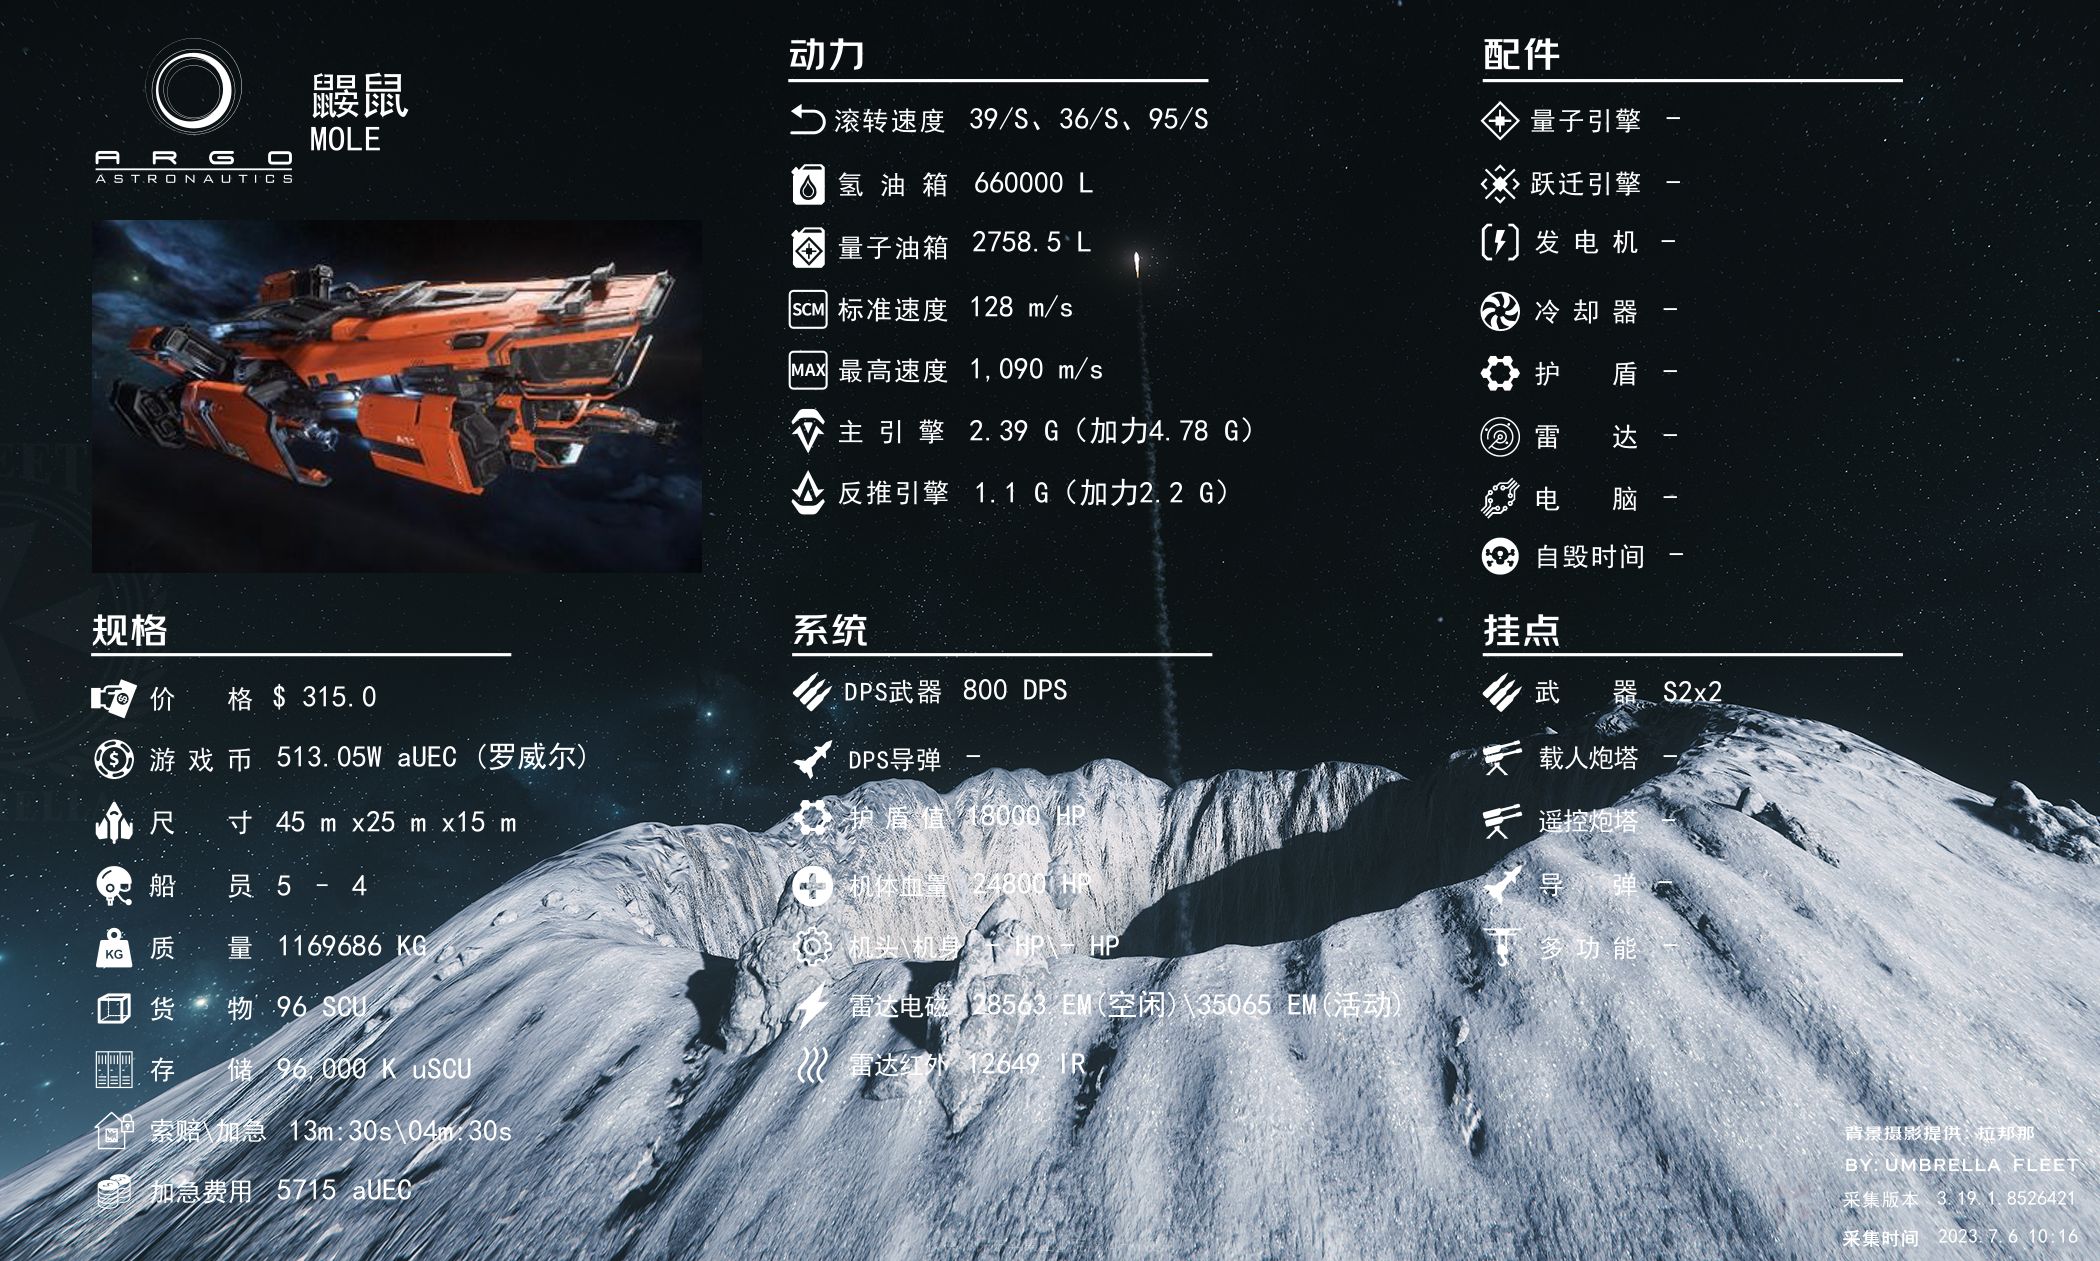 ARGO
ASTRONAUTICS
鼹鼠
MOLE
动力
滚转速度 39/S、36/S、95/S
氢油箱 660000 L
量子油箱 2758.5 L
SCM 标准速度 128 m/s
MAX 最高速度 1,090 m/s
主引擎 2.39 G（加力4.78 G）
反推引擎 1.1 G（加力2.2 G）
配件
量子引擎 -
跃迁引擎 -
发电机 -
冷却器 -
护盾 -
雷达 -
电脑 -
自毁时间 -
规格
价格 $ 315.0
游戏币 513.05W aUEC (罗威尔)
尺寸 45 m x25 m x15 m
船员 5 - 4
KG 质量 1169686 KG
货物 96 SCU
存储 96,000 K uSCU
索赔\加急 13m:30s\04m:30s
加急费用 5715 aUEC
系统
DPS武器 800 DPS
DPS导弹 -
护盾值 18000 HP
机体血量 24800 HP
机头\机身 - HP\- HP
雷达电磁 28563 EM(空闲)\35065 EM(活动)
雷达红外 12649 IR
挂点
武器 S2x2
载人炮塔 -
遥控炮塔 -
导弹 -
多功能 -
背景摄影提供：拉邦那
BY: UMBRELLA FLEET
采集版本 3.19.1.8526421
采集时间 2023.7.6 10:16